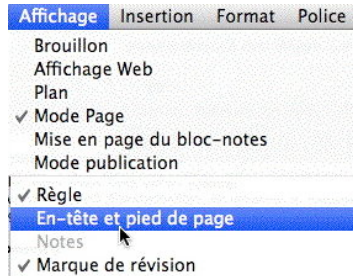 Affichage Insertion Format Police
Brouillon
Affichage Web
Plan
✓ Mode Page
Mise en page du bloc-notes
Mode publication
✓ Règle
En-tête et pied de page
Notes
✓ Marque de révision